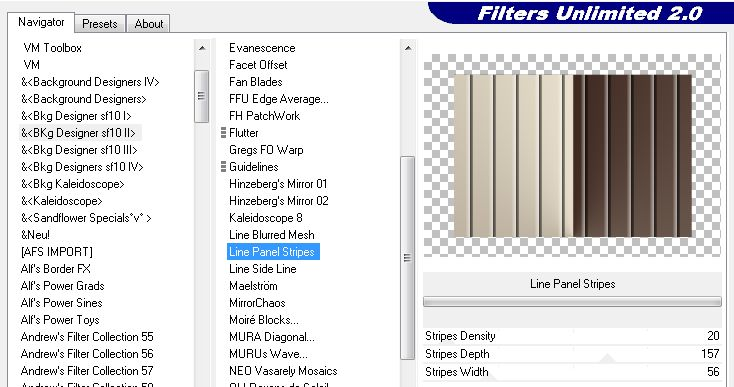 Filters Unlimited 2.0
Navigator
Presets
About
VM Toolbox
VM
&<Background Designers IV>
&<Background Designers>
&<Bkg Designer sf10 I>
&<BKg Designer sf10 II>
&<Bkg Designer sf10 III>
&<Bkg Designers sf10 IV>
&<Bkg Kaleidoscope>
&<Kaleidoscope>
&<Sandflower Specials°v° >
&Neu!
[AFS IMPORT]
Alf's Border FX
Alf's Power Grads
Alf's Power Sines
Alf's Power Toys
Andrew's Filter Collection 55
Andrew's Filter Collection 56
Andrew's Filter Collection 57
Evanescence
Facet Offset
Fan Blades
FFU Edge Average...
FH PatchWork
Flutter
Gregs FO Warp
Guidelines
Hinzeberg's Mirror 01
Hinzeberg's Mirror 02
Kaleidoscope 8
Line Blurred Mesh
Line Panel Stripes
Line Side Line
Maelström
MirrorChaos
Moiré Blocks...
MURA Diagonal...
MURUs Wave...
NEO Vasarely Mosaics
Line Panel Stripes
Stripes Density 20
Stripes Depth 157
Stripes Width 56